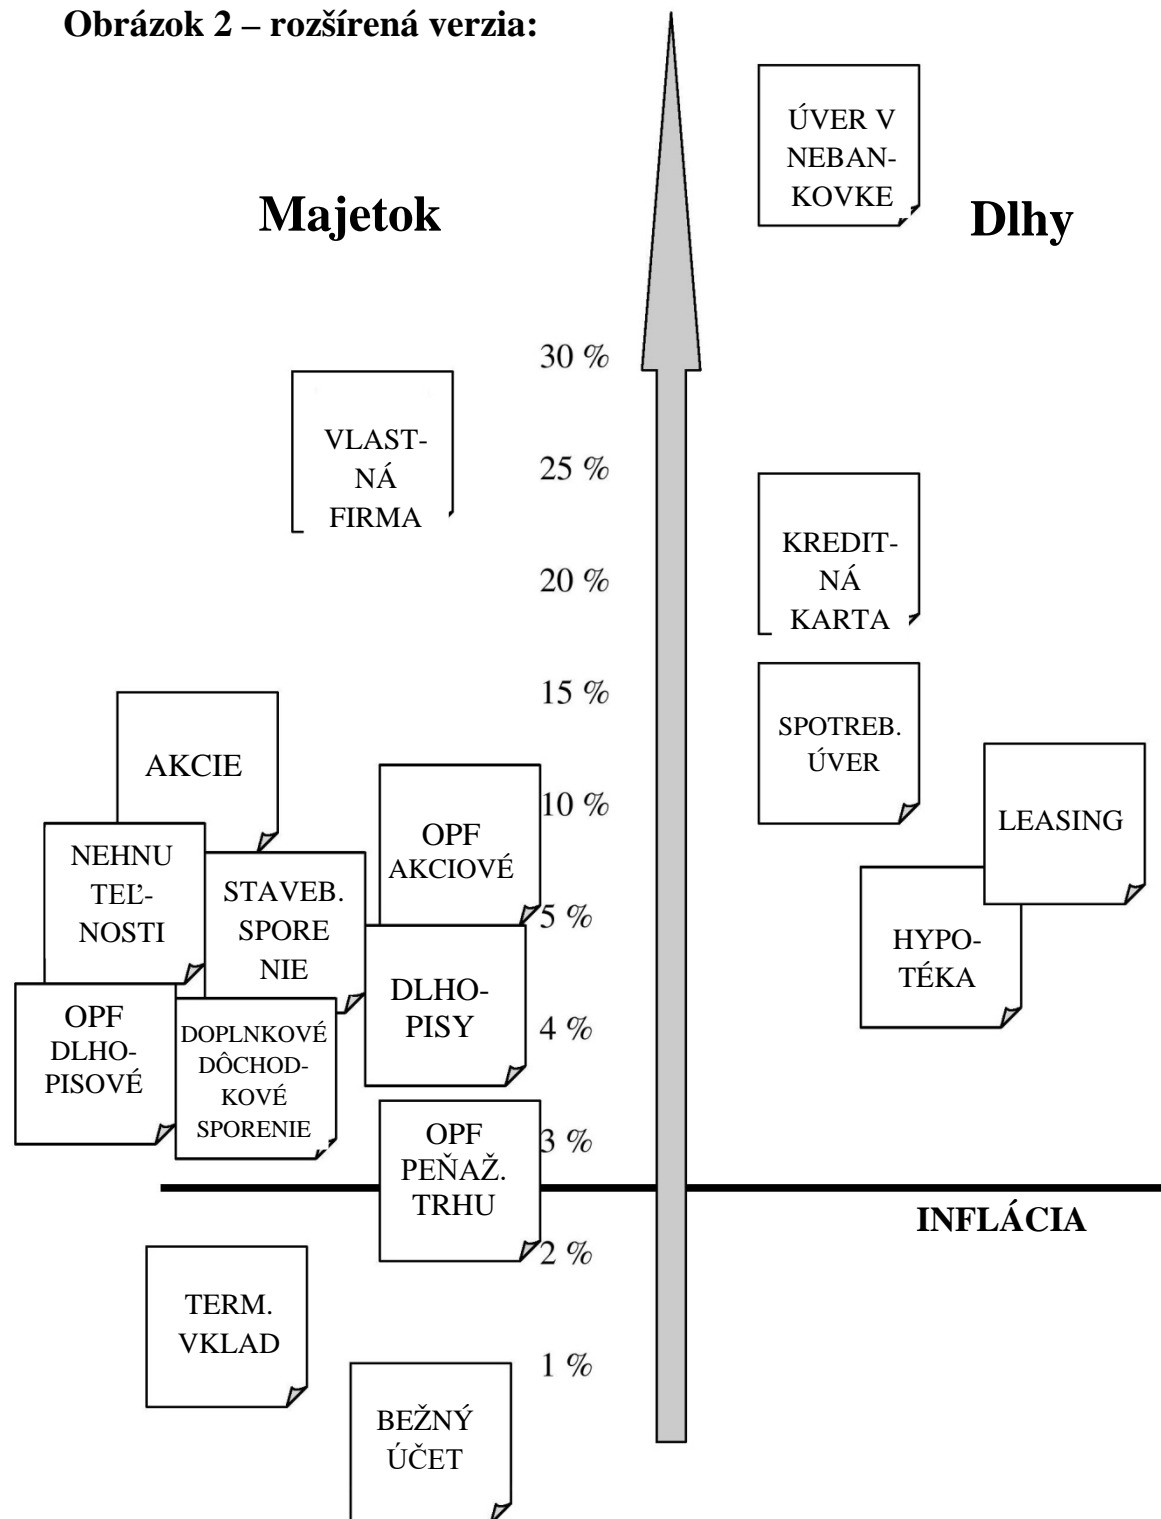 Obrázok 2 – rozšírená verzia:
ÚVER V
NEBAN-
KOVKE
Majetok
Dlhy
30 %
VLAST-
NÁ
FIRMA
25 %
KREDIT-
NÁ
KARTA
20 %
15 %
SPOTREB.
ÚVER
AKCIE
10 %
LEASING
OPF
AKCIOVÉ
NEHNU
TEĽ-
NOSTI
STAVEB.
SPORE
NIE
5 %
HYPO-
TÉKA
DLHO-
PISY
4 %
OPF
DLHO-
PISOVÉ
DOPLNKOVÉ
DÔCHOD-
KOVÉ
SPORENIE
OPF
PEŇAŽ.
TRHU
3 %
INFLÁCIA
2 %
TERM.
VKLAD
1 %
BEŽNÝ
ÚČET